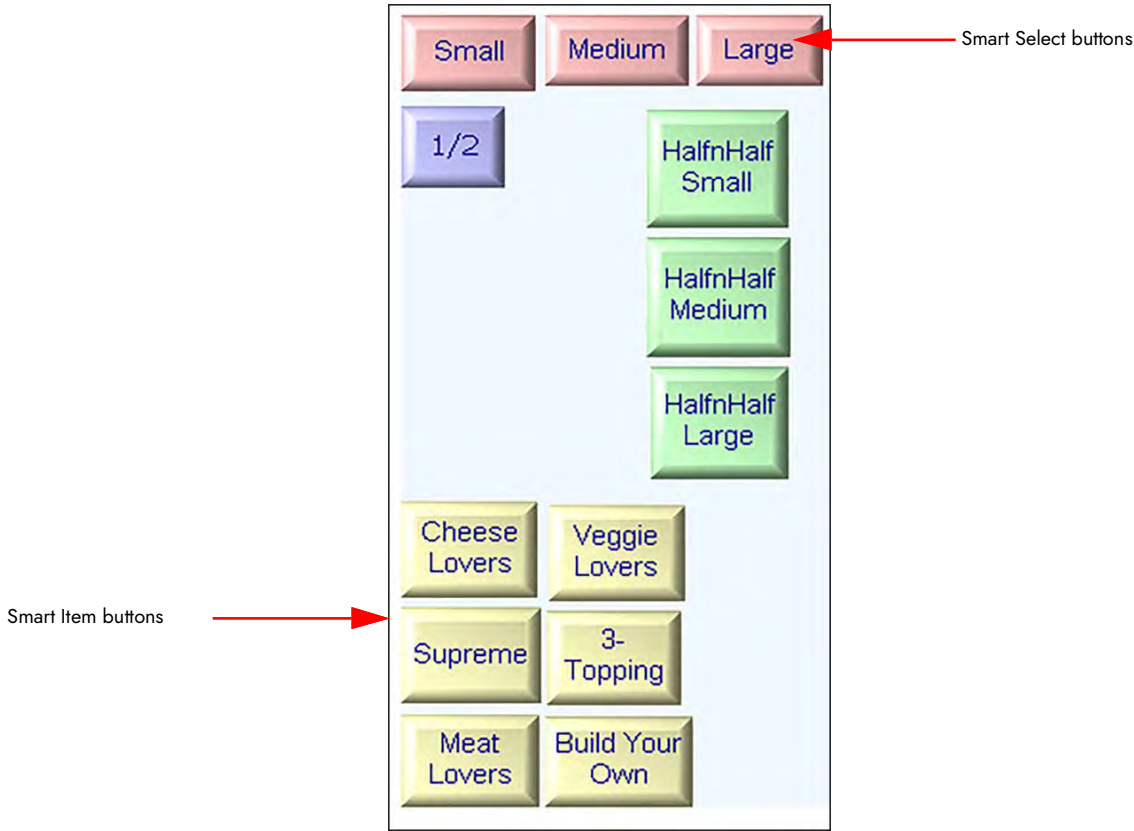 Small Medium Large
Smart Select buttons
1/2
HalfnHalf
Small
HalfnHalf
Medium
HalfnHalf
Large
Cheese
Lovers
Veggie
Lovers
Smart Item buttons
Supreme
3-
Topping
Meat
Lovers
Build Your
Own